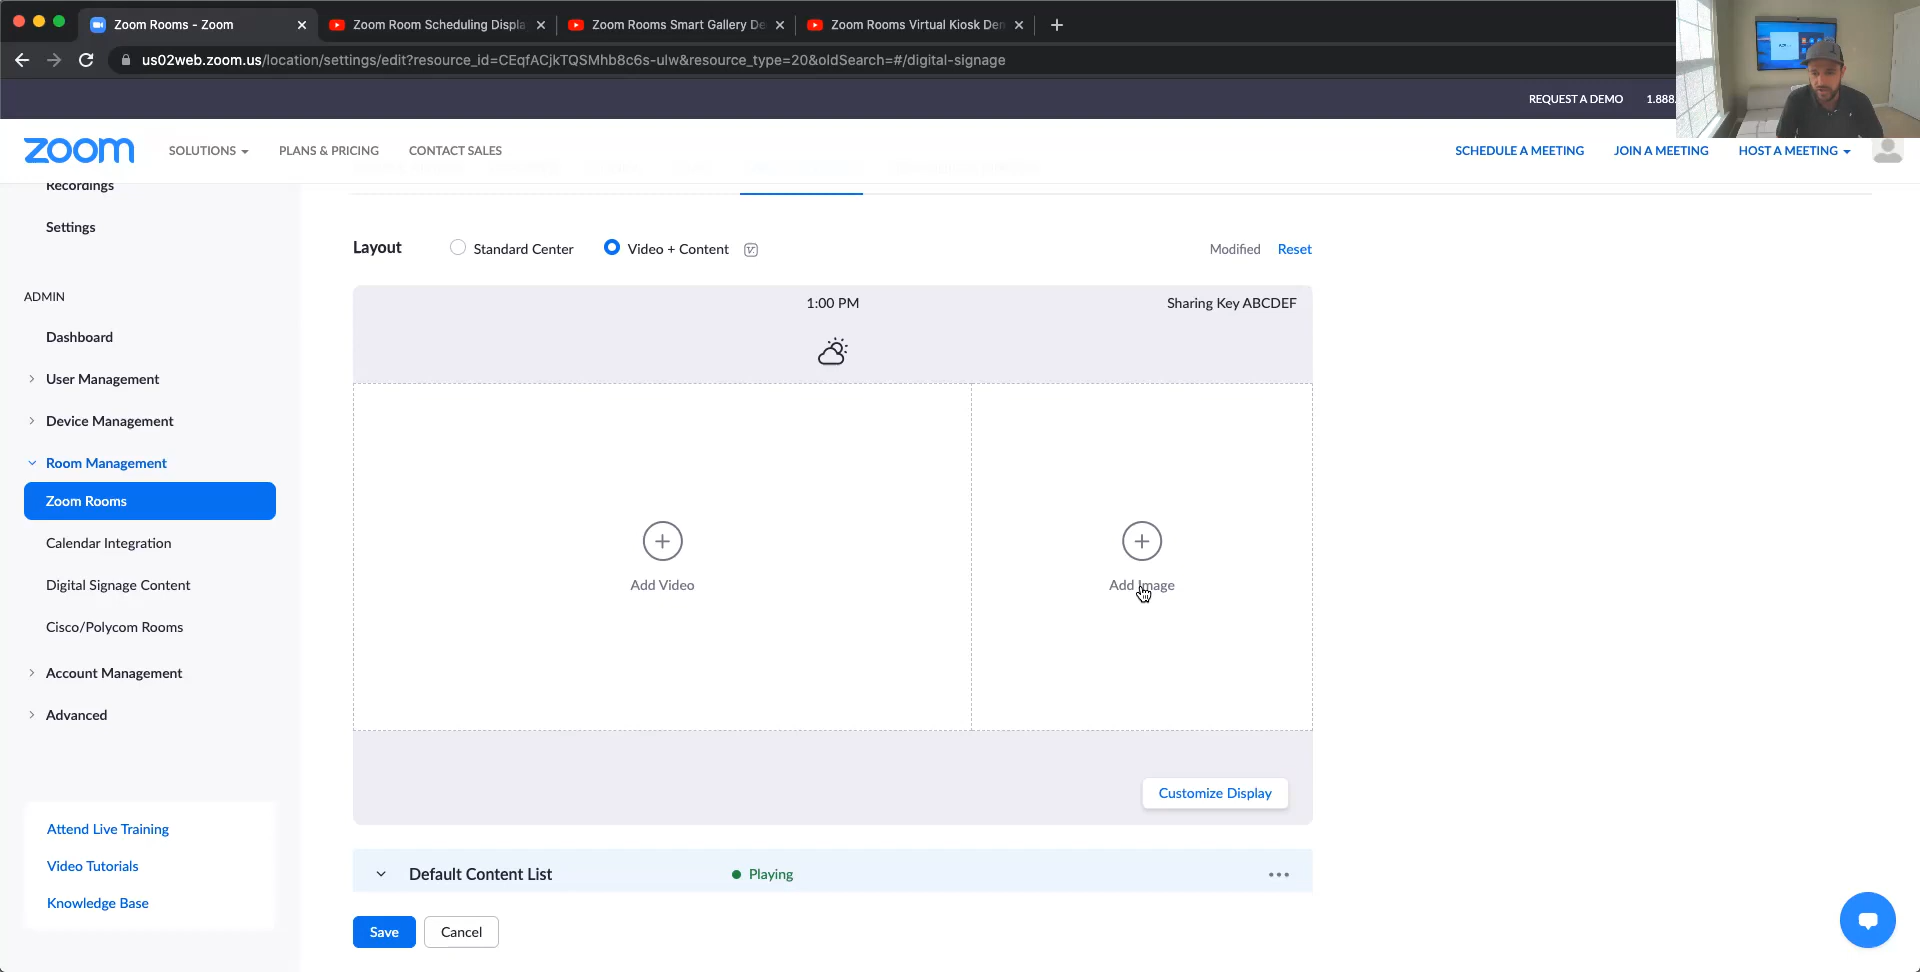 Zoom Rooms - Zoom
Zoom Room Scheduling Displa
Zoom Rooms Smart Gallery De
Zoom Rooms Virtual Kiosk Den
us02web.zoom.us/location/settings/edit?resource_id=CEqfACjkTQSMhb8c6s-ulw&resource_type=20&oldSearch=#/digital-signage
REQUEST A DEMO
1.888.
zoom
SOLUTIONS
PLANS & PRICING
CONTACT SALES
SCHEDULE A MEETING
JOIN A MEETING
HOST A MEETING
Recordings
Settings
ADMIN
Dashboard
User Management
Device Management
Room Management
Zoom Rooms
Calendar Integration
Digital Signage Content
Cisco/Polycom Rooms
Account Management
Advanced
Attend Live Training
Video Tutorials
Knowledge Base
Layout
Standard Center
Video + Content
Modified
Reset
1:00 PM
Sharing Key ABCDEF
Add Video
Add Image
Customize Display
Default Content List
Playing
Save
Cancel